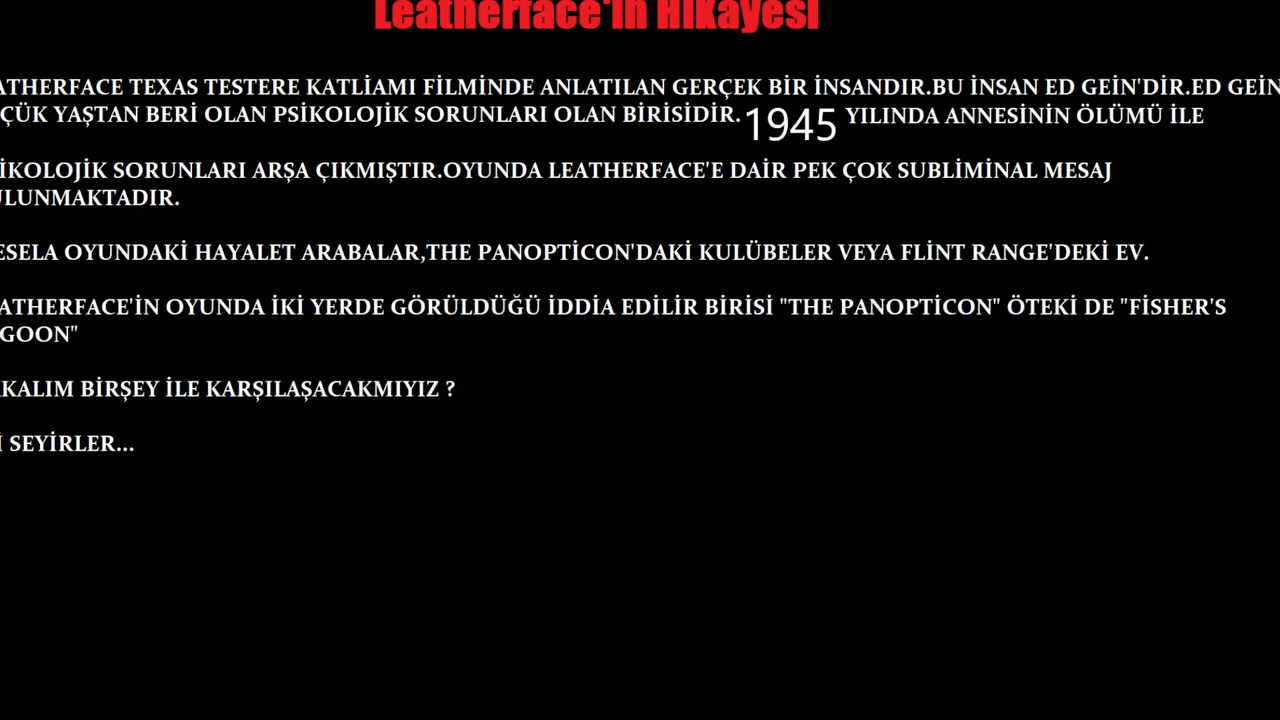 Leatherface'in Hikayesi
ATHERFACE TEXAS TESTERE KATLİAMI FİLMİNDE ANLATILAN GERÇEK BİR İNSANDIR.BU İNSAN ED GEİN'DİR.ED GEİN
ÇÜK YAŞTAN BERİ OLAN PSİKOLOJİK SORUNLARI OLAN BİRİSİDİR. 1945 YILINDA ANNESİNİN ÖLÜMÜ İLE
İKOLOJİK SORUNLARI ARŞA ÇIKMIŞTIR.OYUNDA LEATHERFACE'E DAİR PEK ÇOK SUBLİMİNAL MESAJ
ULUNMAKTADIR.
ESELA OYUNDAKİ HAYALET ARABALAR,THE PANOPTİCON'DAKİ KULÜBELER VEYA FLİNT RANGE'DEKİ EV.
ATHERFACE'İN OYUNDA İKİ YERDE GÖRÜLDÜĞÜ İDDİA EDİLİR BİRİSİ "THE PANOPTİCON" ÖTEKİ DE "FİSHER'S
GOON"
KALIM BİRŞEY İLE KARŞILAŞACAKMIYIZ ?
İ SEYİRLER...